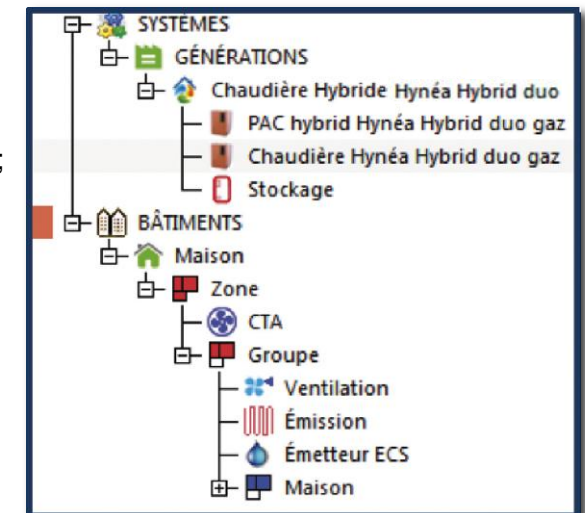 SYSTÈMES
GÉNÉRATIONS
Chaudière Hybride Hynéa Hybrid duo
PAC hybrid Hynéa Hybrid duo gaz
;
Chaudière Hynéa Hybrid duo gaz
Stockage
BÂTIMENTS
Maison
Zone
CTA
Groupe
Ventilation
Émission
Émetteur ECS
Maison